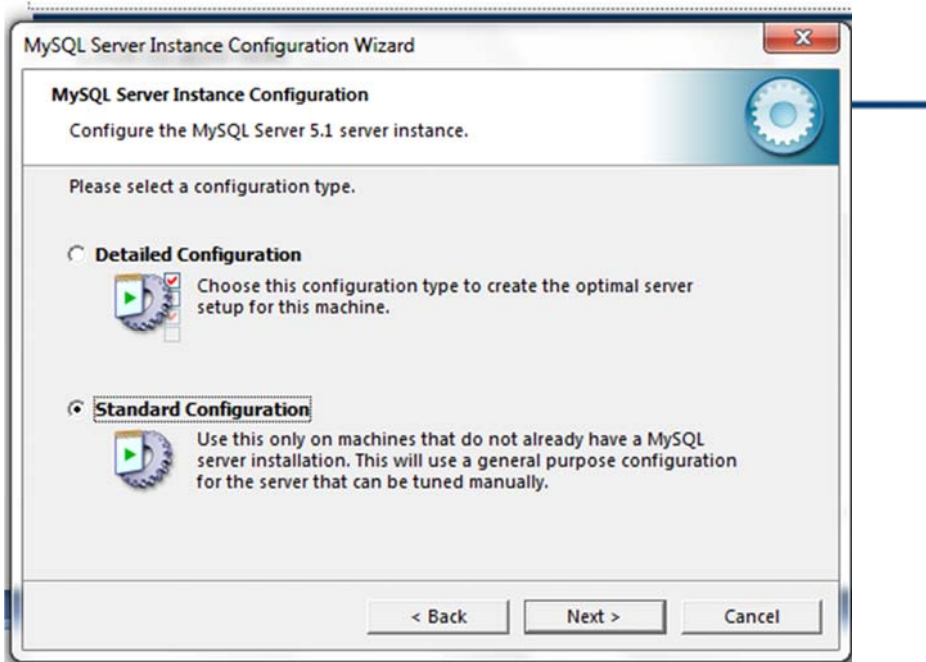 MySQL Server Instance Configuration Wizard
MySQL Server Instance Configuration
Configure the MySQL Server 5.1 server instance.
Please select a configuration type.
Detailed Configuration
Choose this configuration type to create the optimal server
setup for this machine.
Standard Configuration
Use this only on machines that do not already have a MySQL
server installation. This will use a general purpose configuration
for the server that can be tuned manually.
< Back Next > Cancel